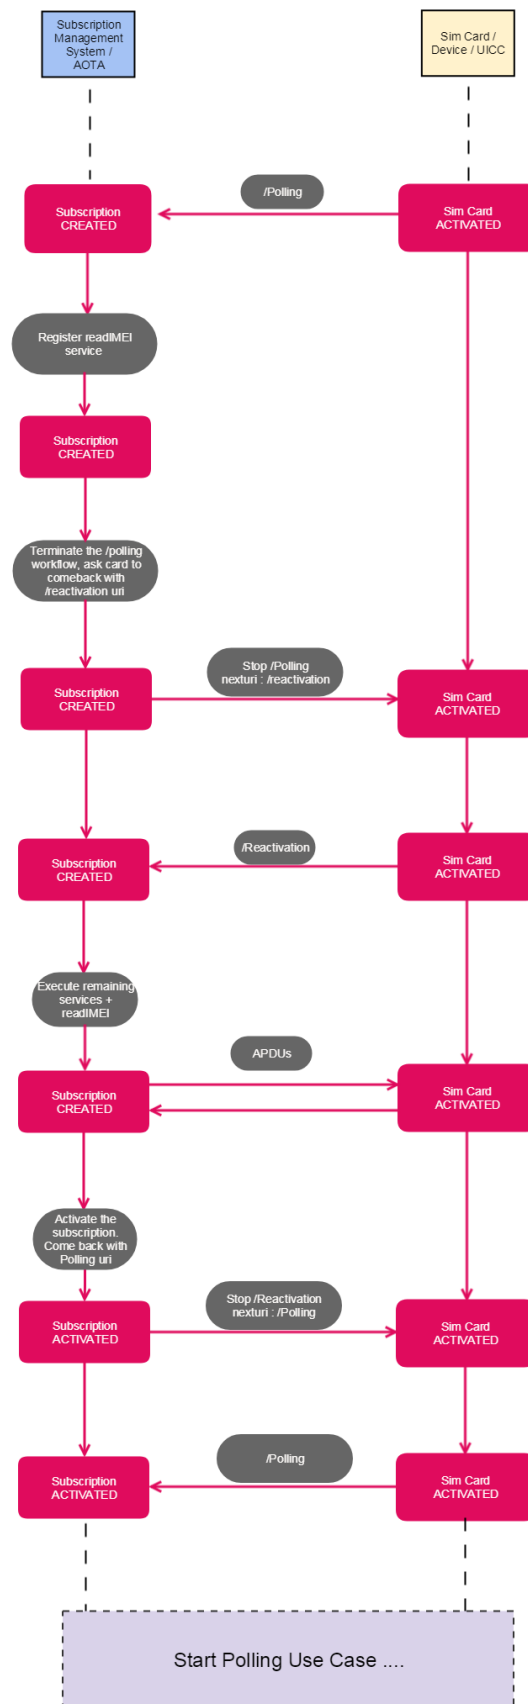 Subscription
Management
System /
AOTA
Sim Card /
Device / UICC
/Polling
Subscription
CREATED
Sim Card
ACTIVATED
Register readIMEI
service
Subscription
CREATED
Terminate the /polling
workflow, ask card to
comeback with
/reactivation uri
Stop /Polling
nexturi : /reactivation
Subscription
CREATED
Sim Card
ACTIVATED
/Reactivation
Subscription
CREATED
Sim Card
ACTIVATED
Execute remaining
services +
readIMEI
APDUs
Subscription
CREATED
Sim Card
ACTIVATED
Activate the
subscription.
Come back with
Polling uri
Stop /Reactivation
nexturi : /Polling
Subscription
ACTIVATED
Sim Card
ACTIVATED
/Polling
Subscription
ACTIVATED
Sim Card
ACTIVATED
Start Polling Use Case ....